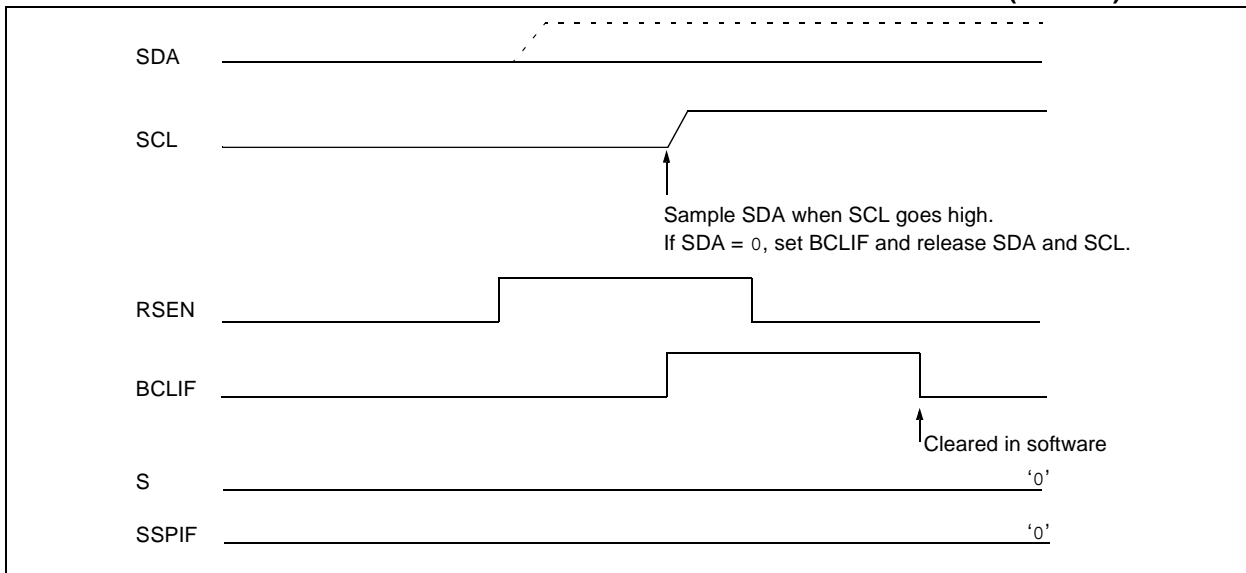 SDA
SCL
Sample SDA when SCL goes high.
If SDA = 0, set BCLIF and release SDA and SCL.
RSEN
BCLIF
Cleared in software
S
‘0’
SSPIF
‘0’